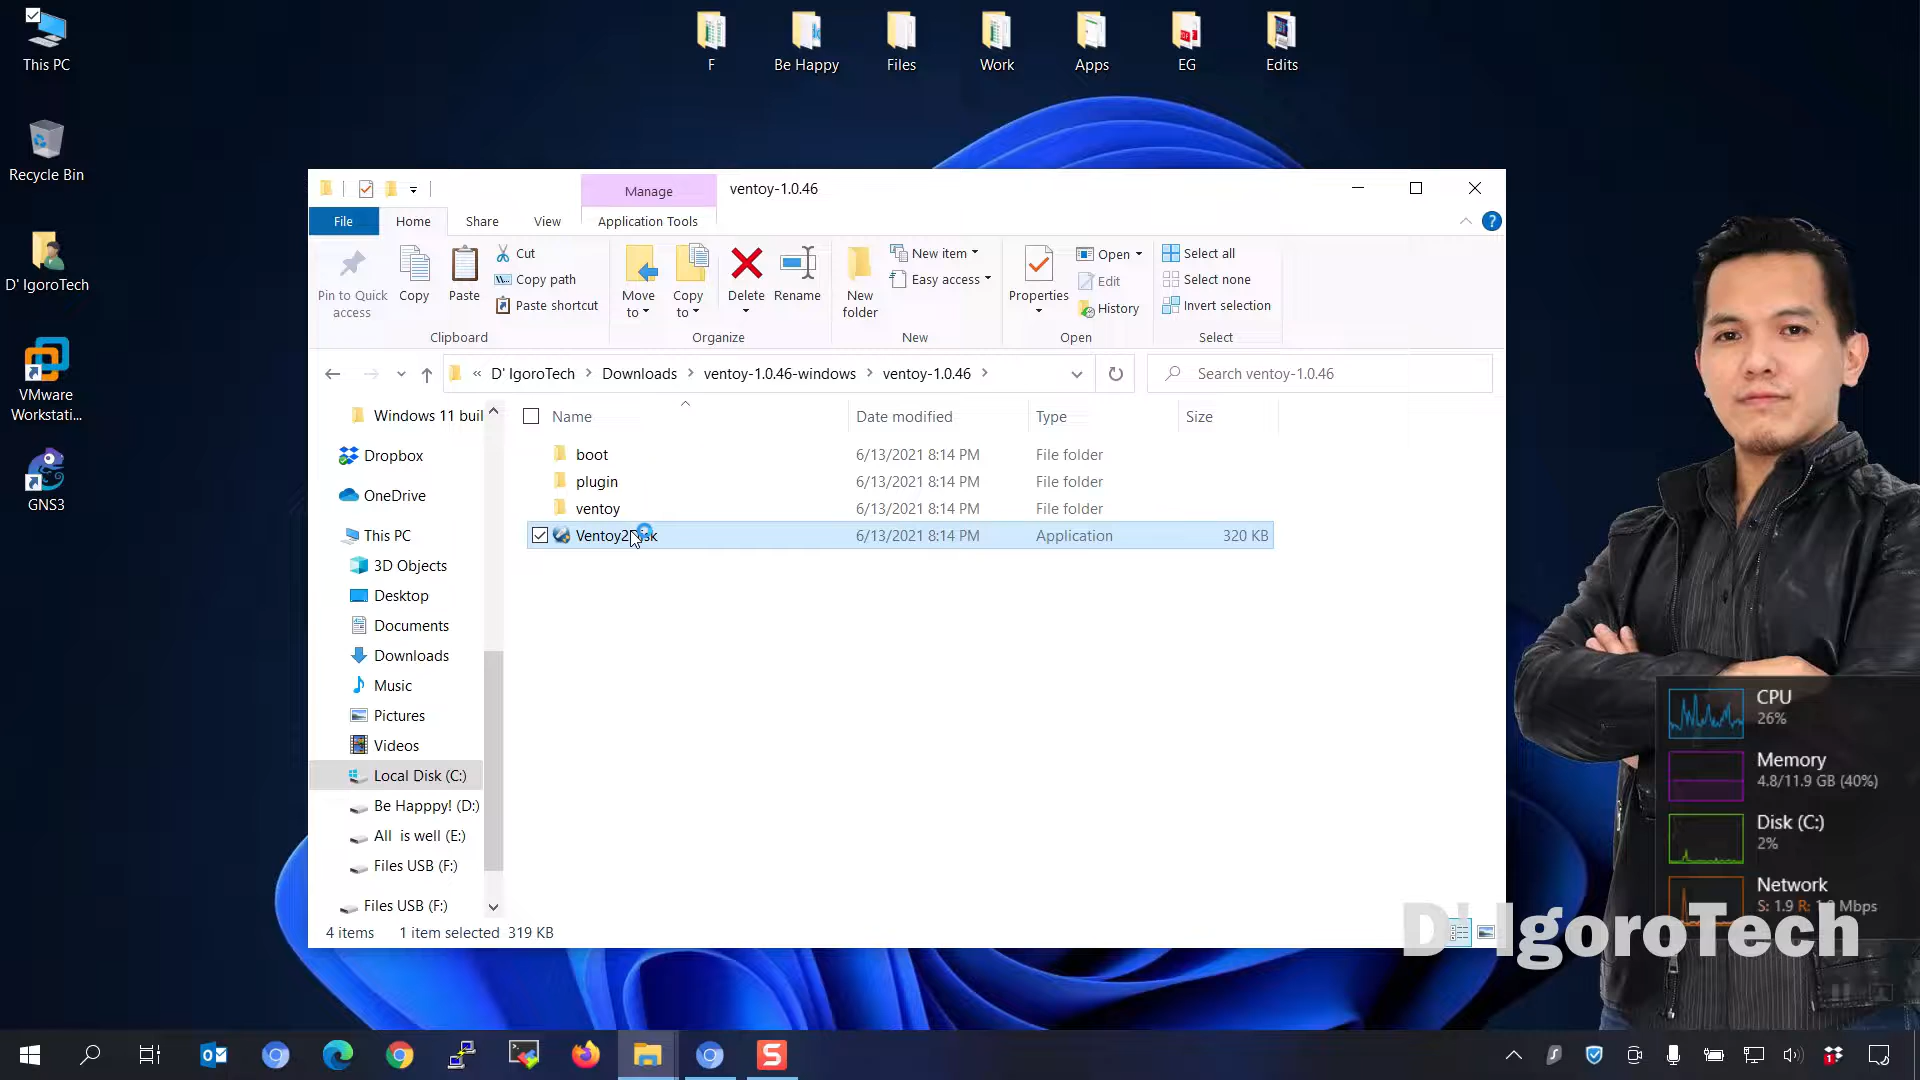 This PC
Recycle Bin
D' IgoroTech
VMware
Workstati...
GNS3
F
Be Happy
Files
Work
Apps
EG
Edits
Manage
ventoy-1.0.46
File
Home
Share
View
Application Tools
?
Pin to Quick
access
Copy
Paste
Cut
Copy path
Paste shortcut
Clipboard
Move
to
Copy
to
Delete
Rename
Organize
New
folder
New item
Easy access
New
Properties
Open
Edit
History
Open
Select all
Select none
Invert selection
Select
« D' IgoroTech > Downloads > ventoy-1.0.46-windows > ventoy-1.0.46 >
Search ventoy-1.0.46
Windows 11 buil
Dropbox
OneDrive
This PC
3D Objects
Desktop
Documents
Downloads
Music
Pictures
Videos
Local Disk (C:)
Be Happpy! (D:)
All is well (E:)
Files USB (F:)
Files USB (F:)
Name Date modified Type Size
boot 6/13/2021 8:14 PM File folder
plugin 6/13/2021 8:14 PM File folder
ventoy 6/13/2021 8:14 PM File folder
Ventoy2Disk 6/13/2021 8:14 PM Application 320 KB
4 items 1 item selected 319 KB
CPU
26%
Memory
4.8/11.9 GB (40%)
Disk (C:)
2%
Network
S: 1.9 R: Mbps
D' IgoroTech